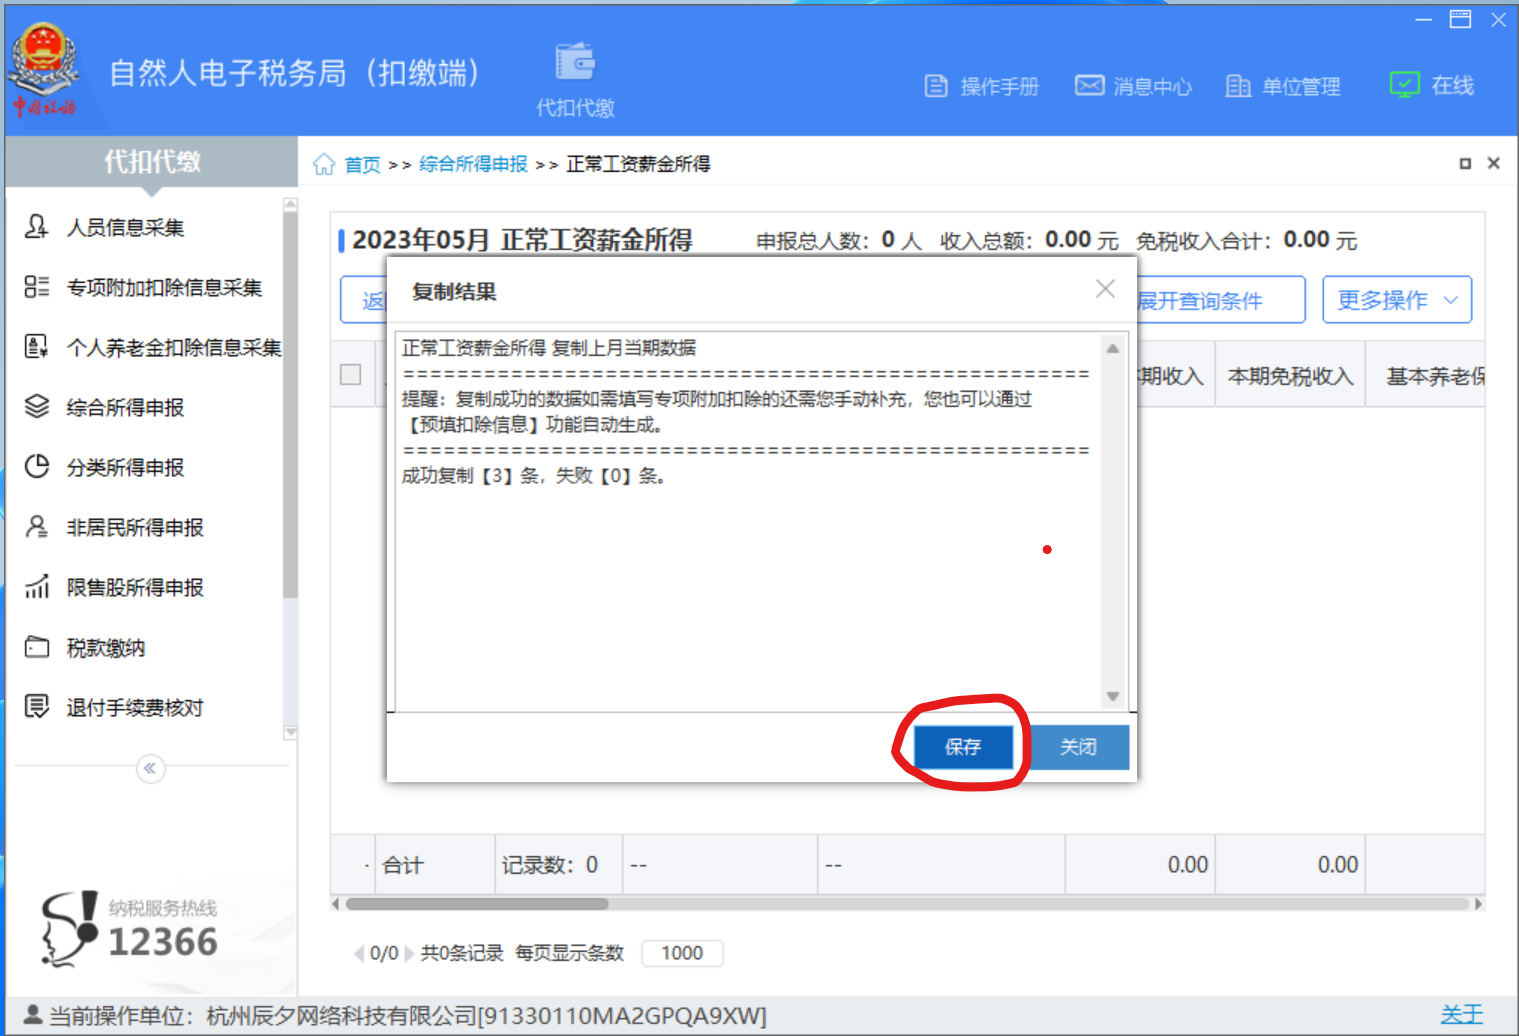 中国税务
自然人电子税务局（扣缴端）
代扣代缴
操作手册
消息中心
单位管理
在线
代扣代缴
首页 >> 综合所得申报 >> 正常工资薪金所得
人员信息采集
专项附加扣除信息采集
个人养老金扣除信息采集
综合所得申报
分类所得申报
非居民所得申报
限售股所得申报
税款缴纳
退付手续费核对
纳税服务热线
12366
2023年05月 正常工资薪金所得 申报总人数：0 人 收入总额：0.00 元 免税收入合计：0.00 元
展开查询条件
更多操作
期收入
本期免税收入
基本养老保
复制结果
正常工资薪金所得 复制上月当期数据
==================================================
提醒：复制成功的数据如需填写专项附加扣除的还需您手动补充，您也可以通过
【预填扣除信息】功能自动生成。
==================================================
成功复制【3】条，失败【0】条。
保存
关闭
合计
记录数：0
--
--
0.00
0.00
0/0 共0条记录 每页显示条数 1000
当前操作单位：杭州辰夕网络科技有限公司[91330110MA2GPQA9XW]
关于